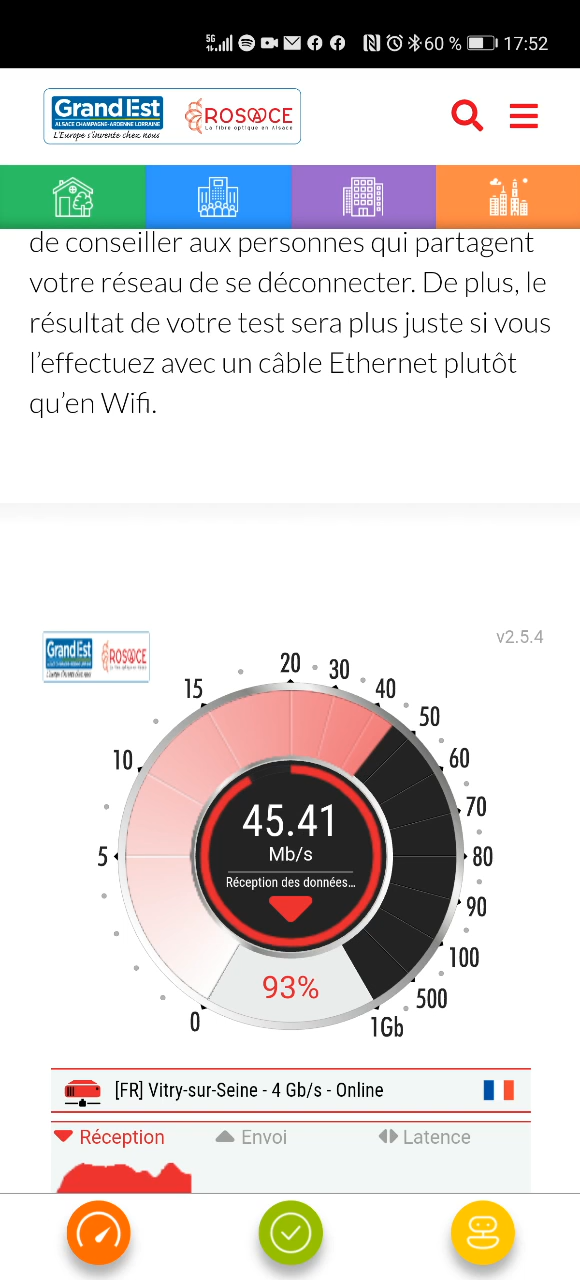 5G
60 % 17:52
Grand Est
ALSACE CHAMPAGNE-ARDENNE LORRAINE
L'Europe s'invente chez nous
ROSACE
La fibre optique en Alsace
de conseiller aux personnes qui partagent
votre réseau de se déconnecter. De plus, le
résultat de votre test sera plus juste si vous
l’effectuez avec un câble Ethernet plutôt
qu’en Wifi.
Grand Est
ROSACE
v2.5.4
20
30
15
40
50
10
60
70
5
80
90
100
500
0
1Gb
45.41
Mb/s
Réception des données...
93%
[FR] Vitry-sur-Seine - 4 Gb/s - Online
Réception Envoi Latence